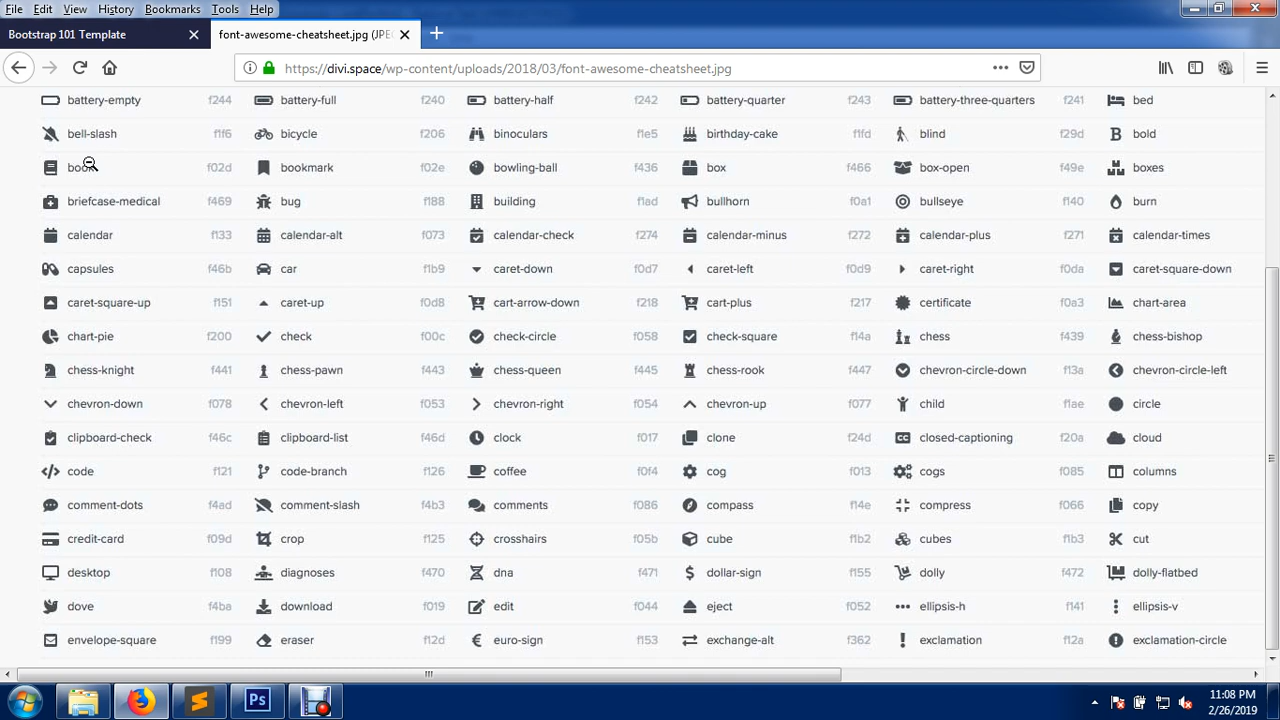 File Edit View History Bookmarks Tools Help
Bootstrap 101 Template
font-awesome-cheatsheet.jpg (JPE
https://divi.space/wp-content/uploads/2018/03/font-awesome-cheatsheet.jpg
battery-empty f244 battery-full f240 battery-half f242 battery-quarter f243 battery-three-quarters f241 bed
bell-slash f1f6 bicycle f206 binoculars f1e5 birthday-cake f1fd blind f29d B bold
book f02d bookmark f02e bowling-ball f436 box f466 box-open f49e boxes
briefcase-medical f469 bug f188 building f1ad bullhorn f0a1 bullseye f140 burn
calendar f133 calendar-alt f073 calendar-check f274 calendar-minus f272 calendar-plus f271 calendar-times
capsules f46b car f1b9 caret-down f0d7 caret-left f0d9 caret-right f0da caret-square-down
caret-square-up f151 caret-up f0d8 cart-arrow-down f218 cart-plus f217 certificate f0a3 chart-area
chart-pie f200 check f00c check-circle f058 check-square f14a chess f439 chess-bishop
chess-knight f441 chess-pawn f443 chess-queen f445 chess-rook f447 chevron-circle-down f13a chevron-circle-left
chevron-down f078 chevron-left f053 chevron-right f054 chevron-up f077 child f1ae circle
clipboard-check f46c clipboard-list f46d clock f017 clone f24d CC closed-captioning f20a cloud
</> code f121 code-branch f126 coffee f0f4 cog f013 cogs f085 columns
comment-dots f4ad comment-slash f4b3 comments f086 compass f14e compress f066 copy
credit-card f09d crop f125 crosshairs f05b cube f1b2 cubes f1b3 cut
desktop f108 diagnoses f470 dna f471 $ dollar-sign f155 dolly f472 dolly-flatbed
dove f4ba download f019 edit f044 eject f052 ellipsis-h f141 ellipsis-v
envelope-square f199 eraser f12d € euro-sign f153 exchange-alt f362 ! exclamation f12a exclamation-circle
Ps
11:08 PM
2/26/2019